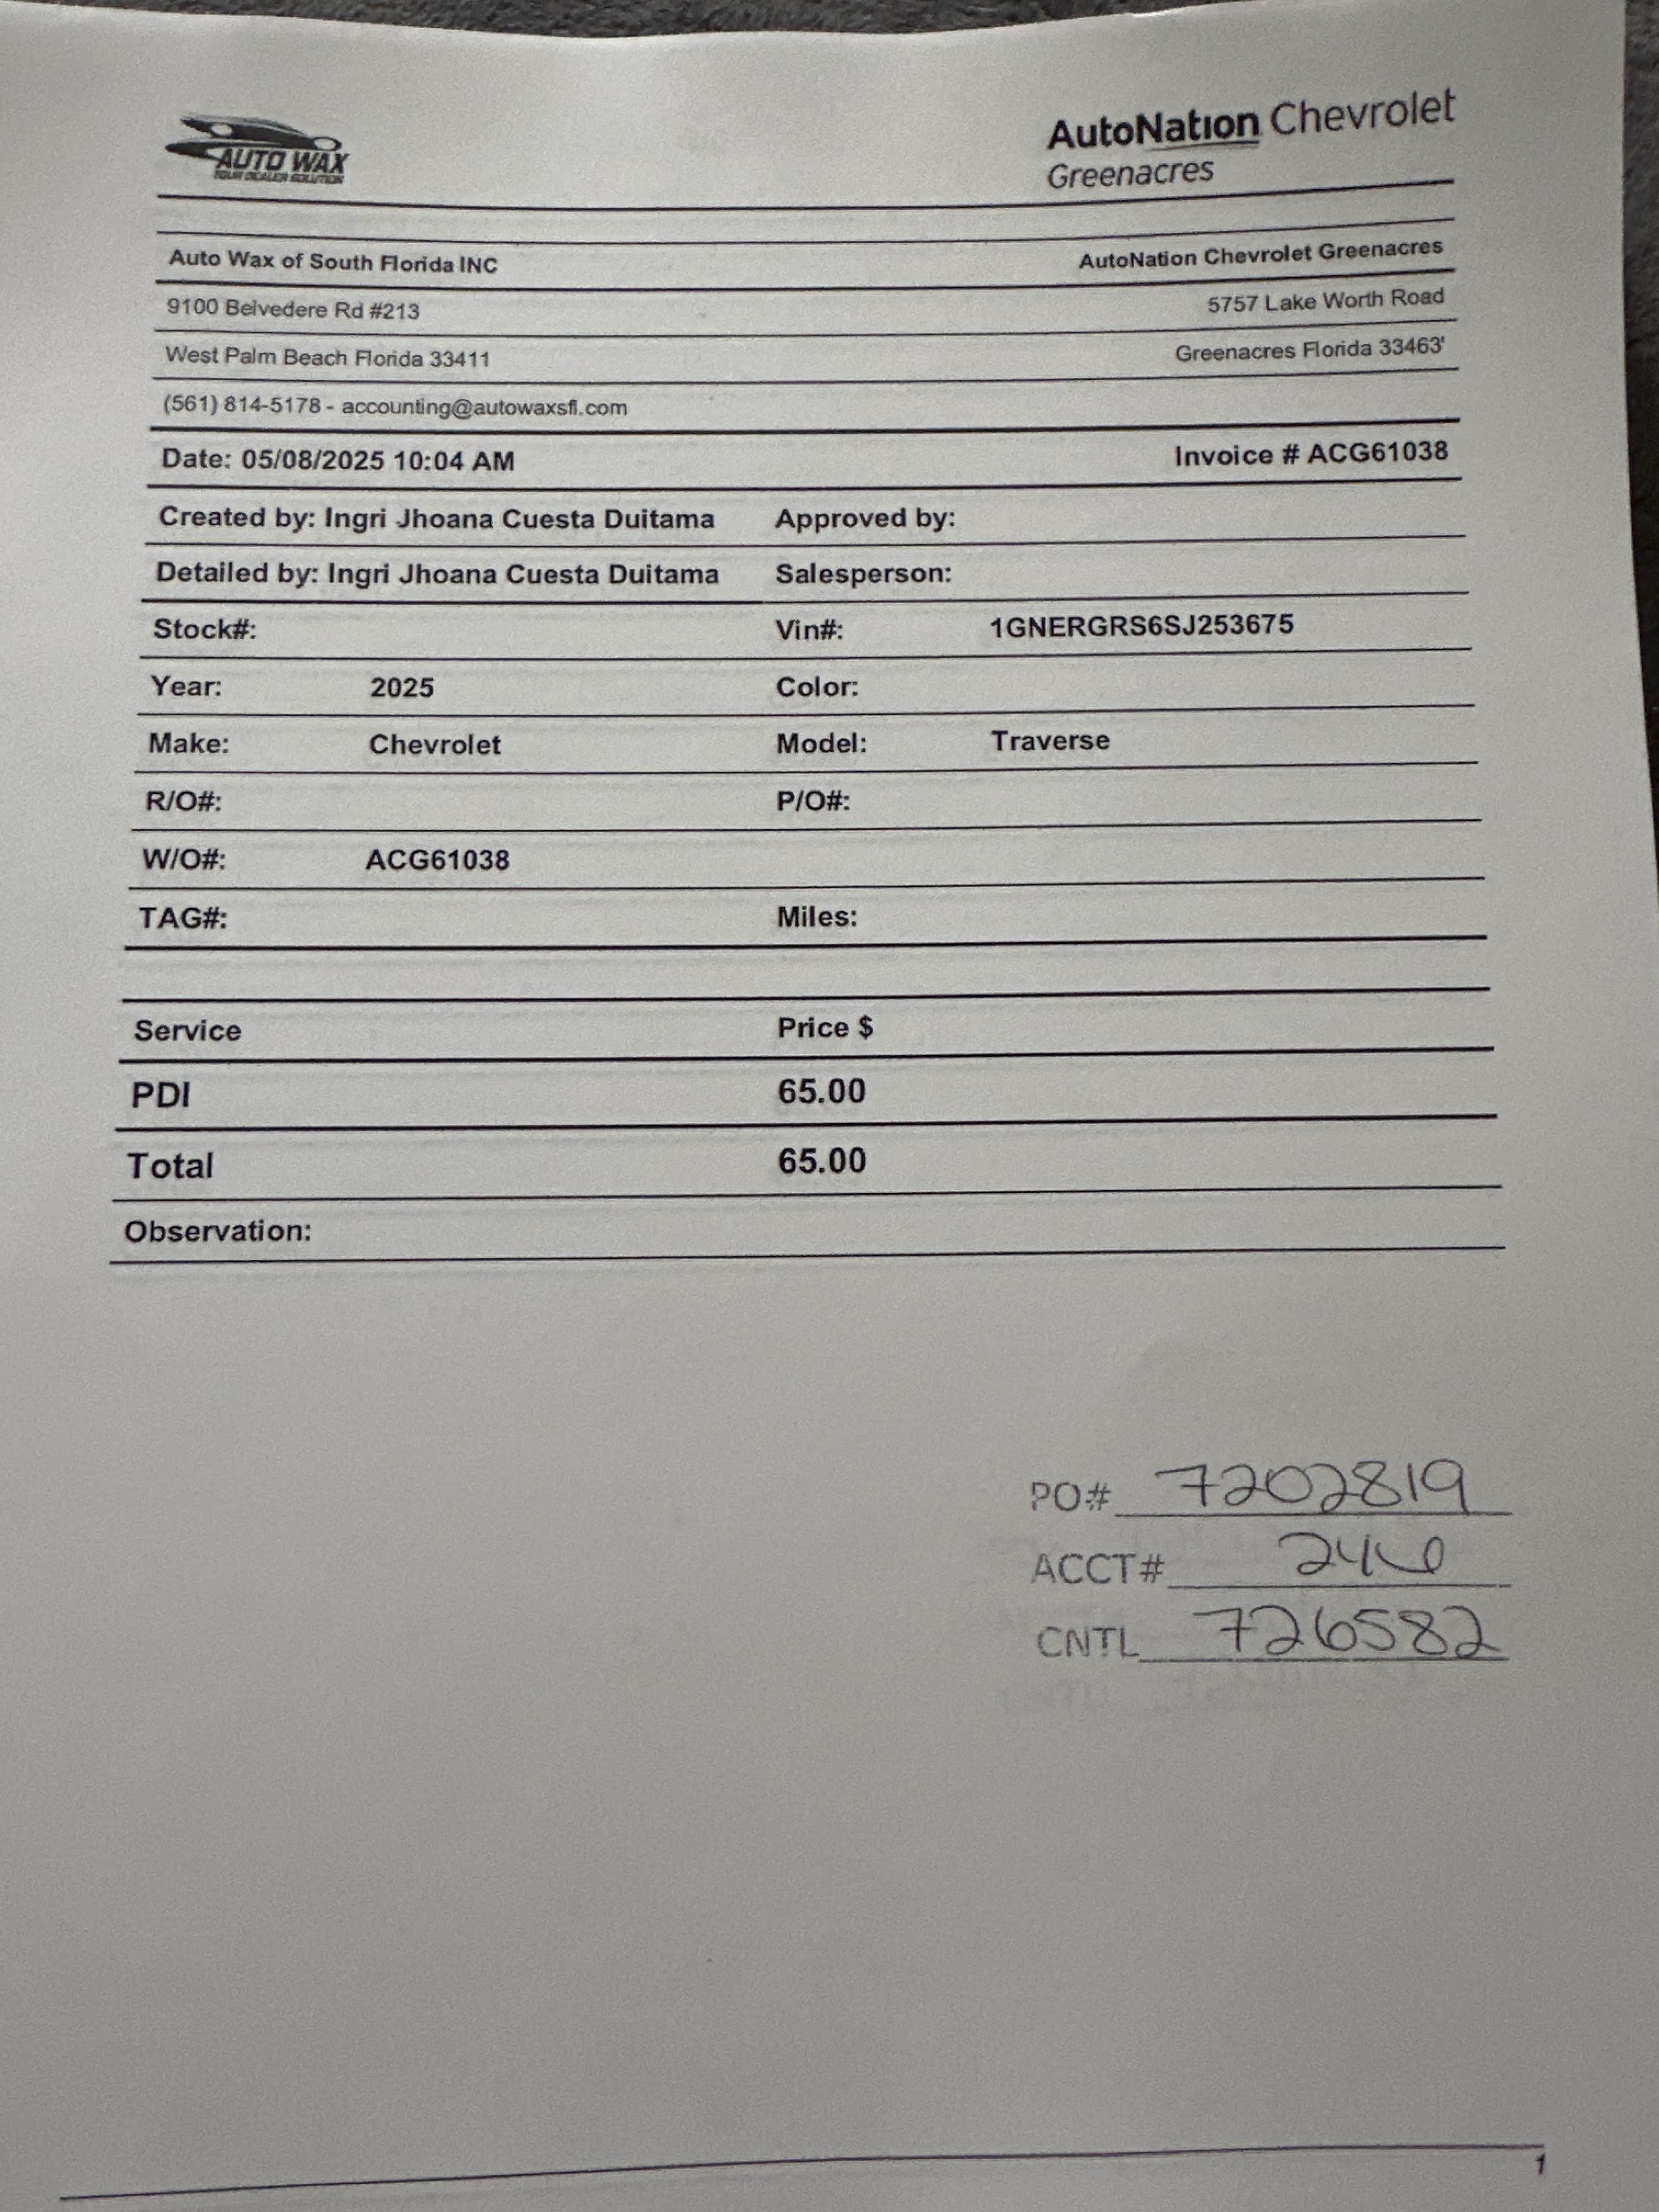 AUTO WAX
YOUR DEALER SOLUTION
AutoNation Chevrolet
Greenacres
Auto Wax of South Florida INC
AutoNation Chevrolet Greenacres
9100 Belvedere Rd #213
5757 Lake Worth Road
West Palm Beach Florida 33411
Greenacres Florida 33463'
(561) 814-5178 - accounting@autowaxsfl.com
Date: 05/08/2025 10:04 AM
Invoice # ACG61038
Created by: Ingri Jhoana Cuesta Duitama Approved by:
Detailed by: Ingri Jhoana Cuesta Duitama Salesperson:
Stock#: Vin#: 1GNERGRS6SJ253675
Year: 2025 Color:
Make: Chevrolet Model: Traverse
R/O#: P/O#:
W/O#: ACG61038
TAG#: Miles:
Service Price $
PDI 65.00
Total 65.00
Observation:
PO# 7202819
ACCT#
CNTL 726582
1